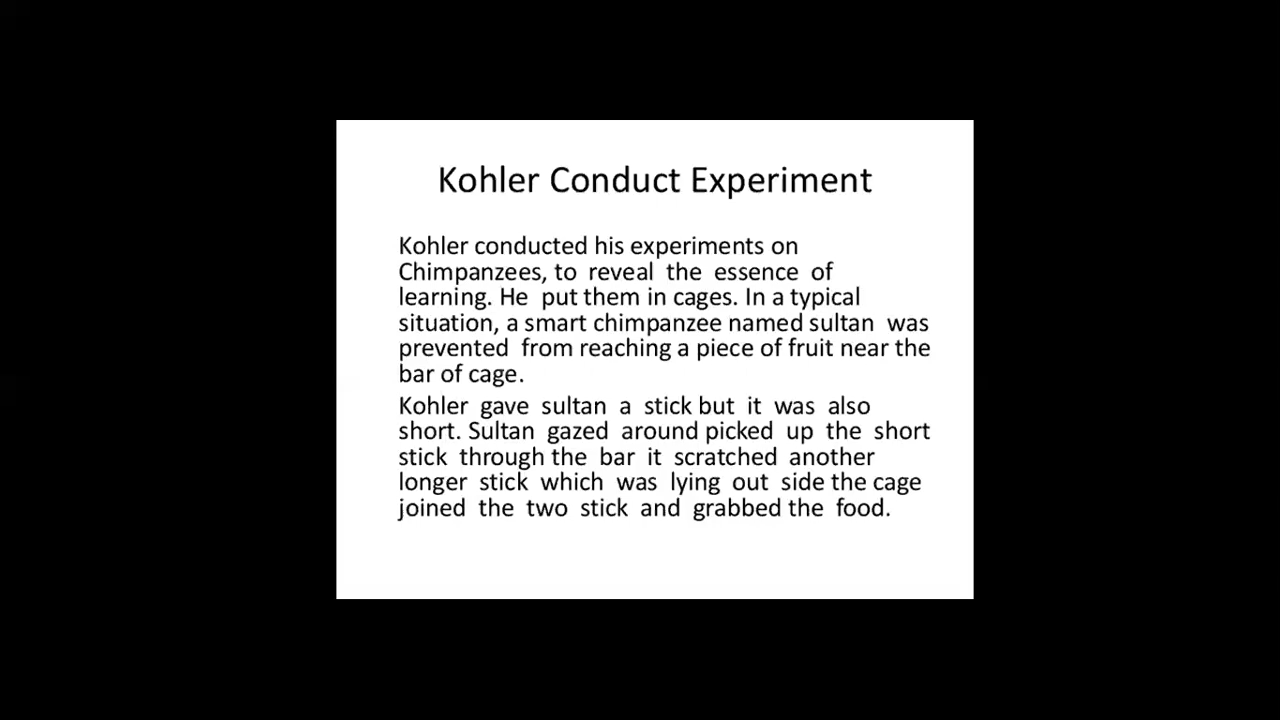 Kohler Conduct Experiment
Kohler conducted his experiments on
Chimpanzees, to reveal the essence of
learning. He put them in cages. In a typical
situation, a smart chimpanzee named sultan was
prevented from reaching a piece of fruit near the
bar of cage.
Kohler gave sultan a stick but it was also
short. Sultan gazed around picked up the short
stick through the bar it scratched another
longer stick which was lying out side the cage
joined the two stick and grabbed the food.